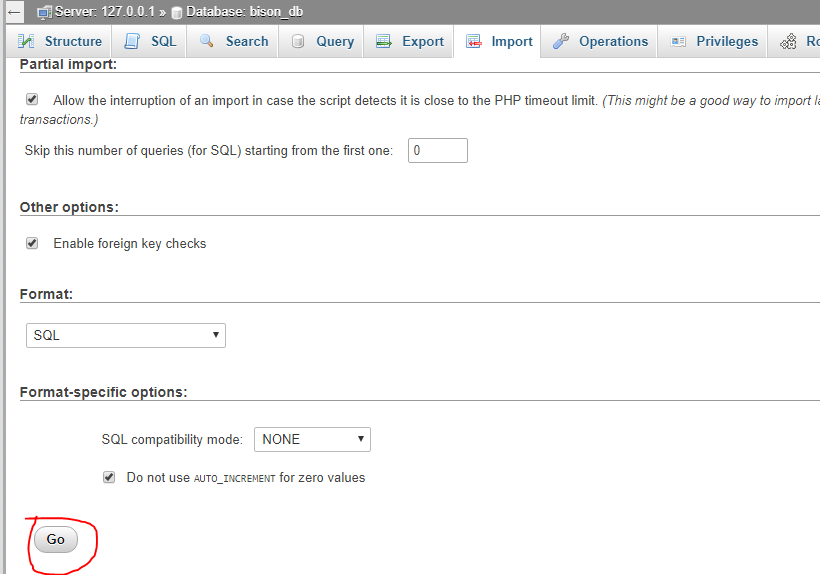 Server: 127.0.0.1 » Database: bison_db
Structure SQL Search Query Export Import Operations Privileges
Partial import:
Allow the interruption of an import in case the script detects it is close to the PHP timeout limit. (This might be a good way to import
transactions.)
Skip this number of queries (for SQL) starting from the first one: 0
Other options:
Enable foreign key checks
Format:
SQL
Format-specific options:
SQL compatibility mode: NONE
Do not use AUTO_INCREMENT for zero values
Go